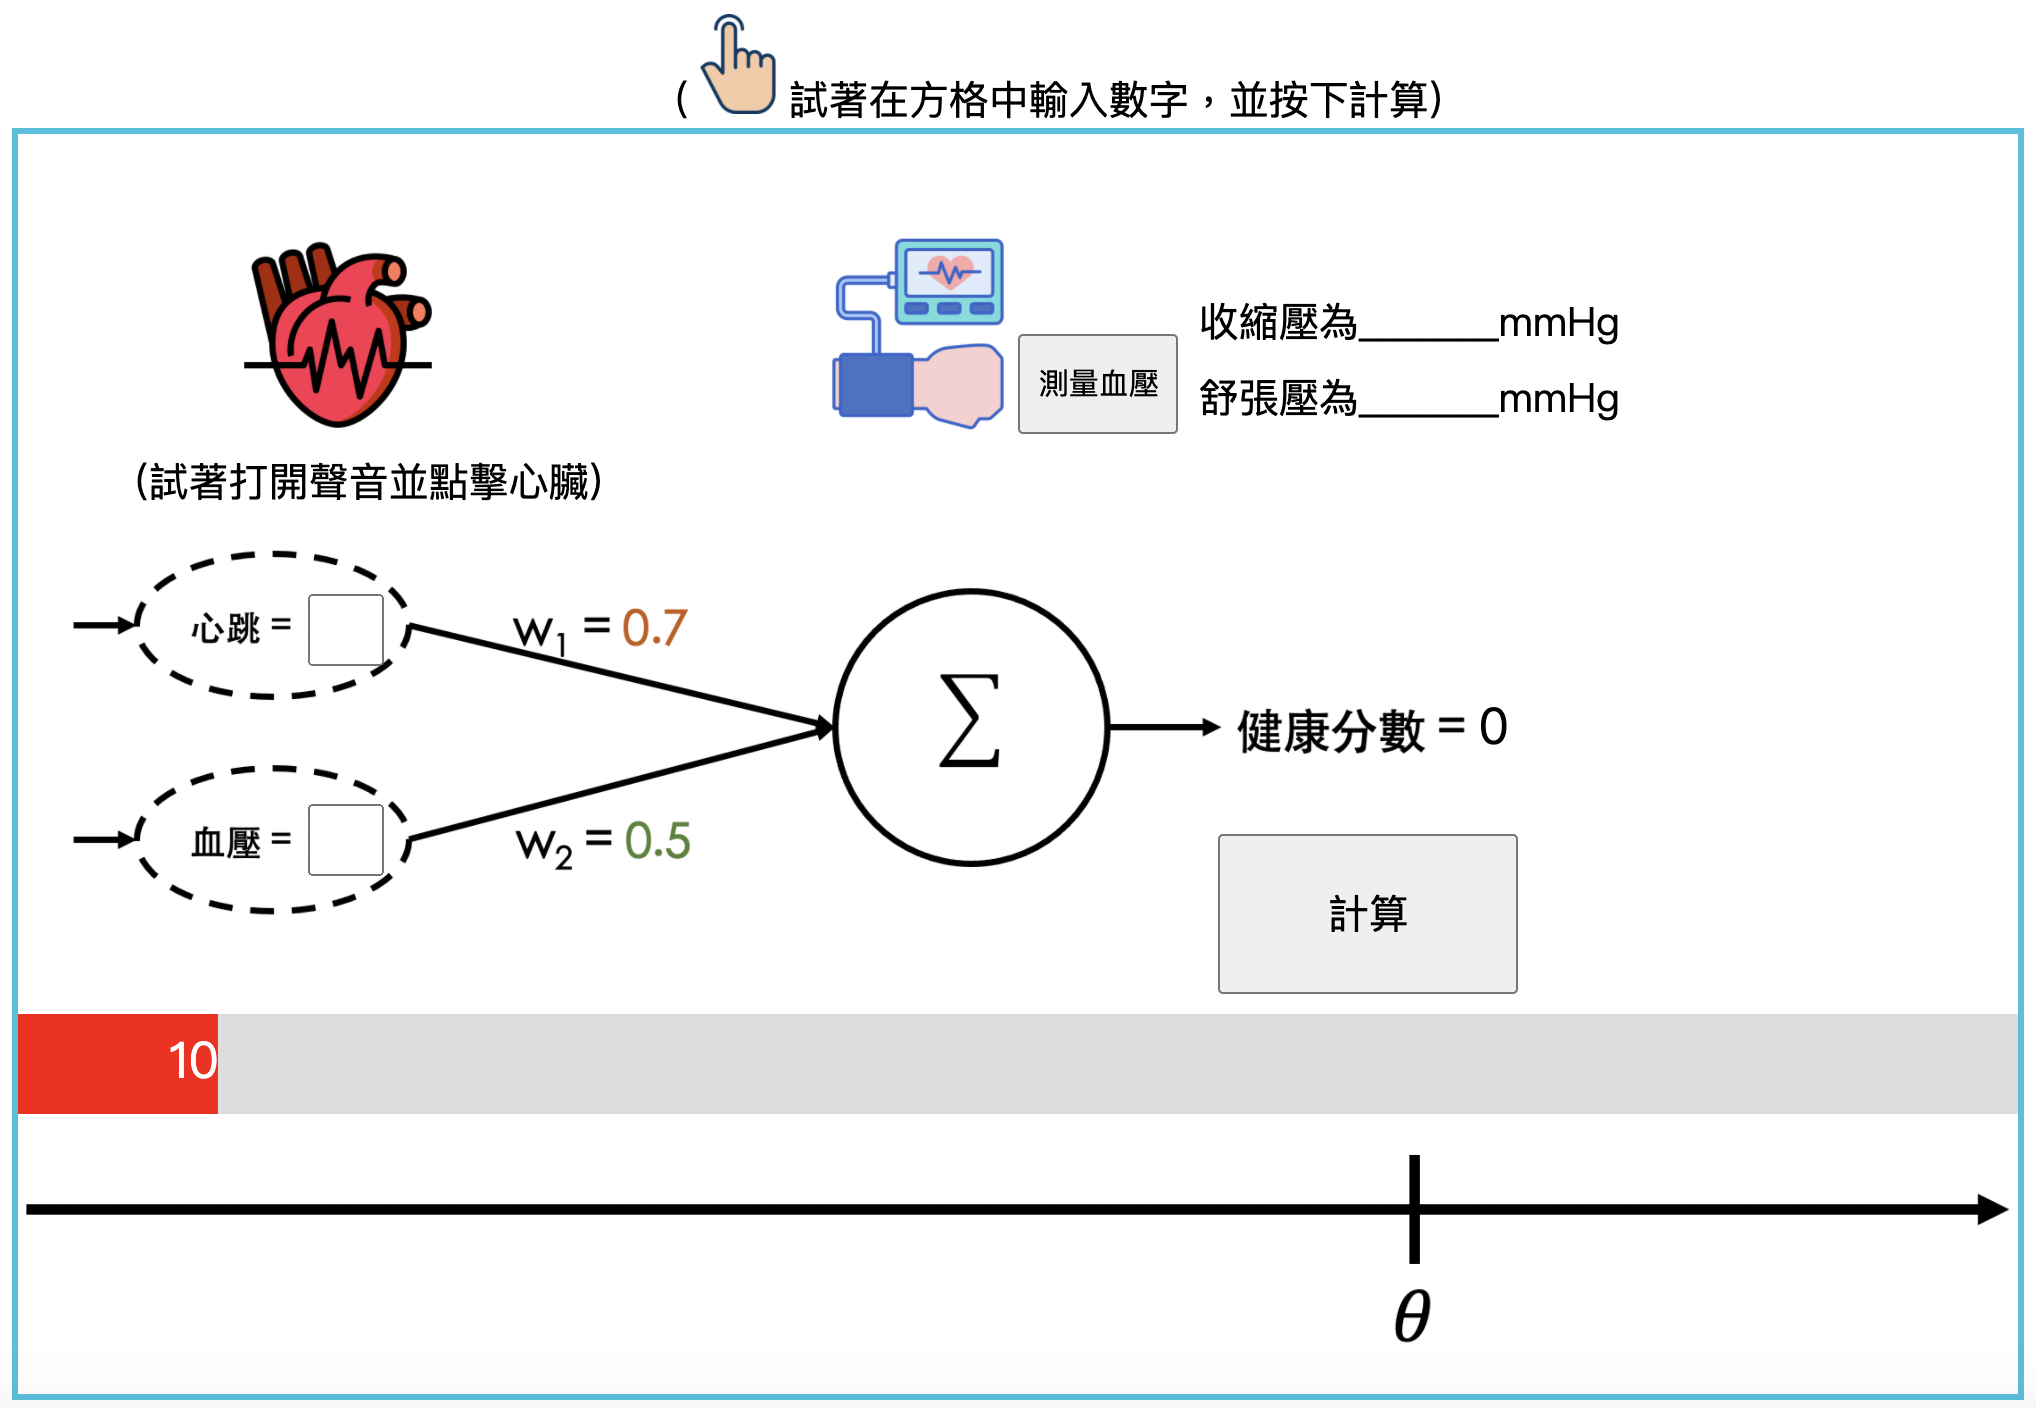 ( 試著在方格中輸入數字，並按下計算)
測量血壓
收縮壓為_______mmHg
舒張壓為_______mmHg
(試著打開聲音並點擊心臟)
心跳 =
w₁ = 0.7
∑
健康分數 = 0
血壓 =
w₂ = 0.5
計算
10
θ